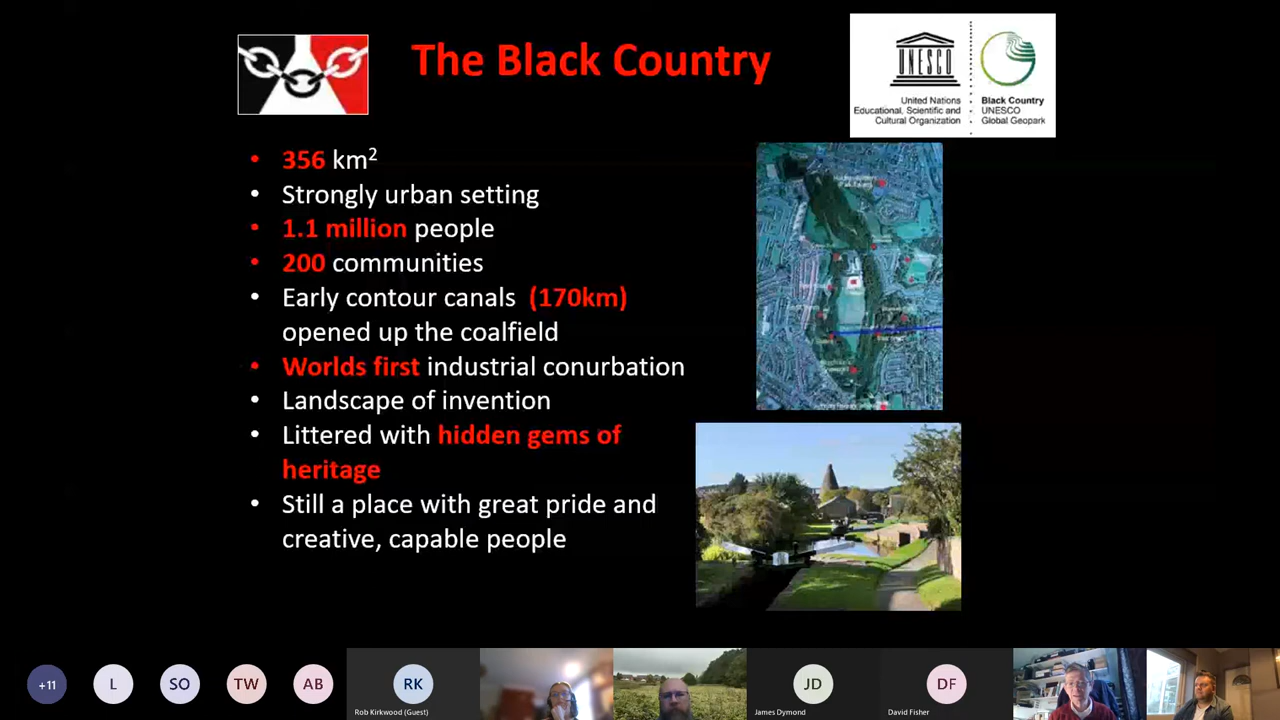 The Black Country
UNESCO
United Nations
Educational, Scientific and
Cultural Organization
Black Country
UNESCO
Global Geopark
• 356 km²
• Strongly urban setting
• 1.1 million people
• 200 communities
• Early contour canals (170km)
opened up the coalfield
• Worlds first industrial conurbation
• Landscape of invention
• Littered with hidden gems of
heritage
• Still a place with great pride and
creative, capable people
+11
L
SO
TW
AB
RK
Rob Kirkwood (Guest)
JD
James Dymond
DF
David Fisher